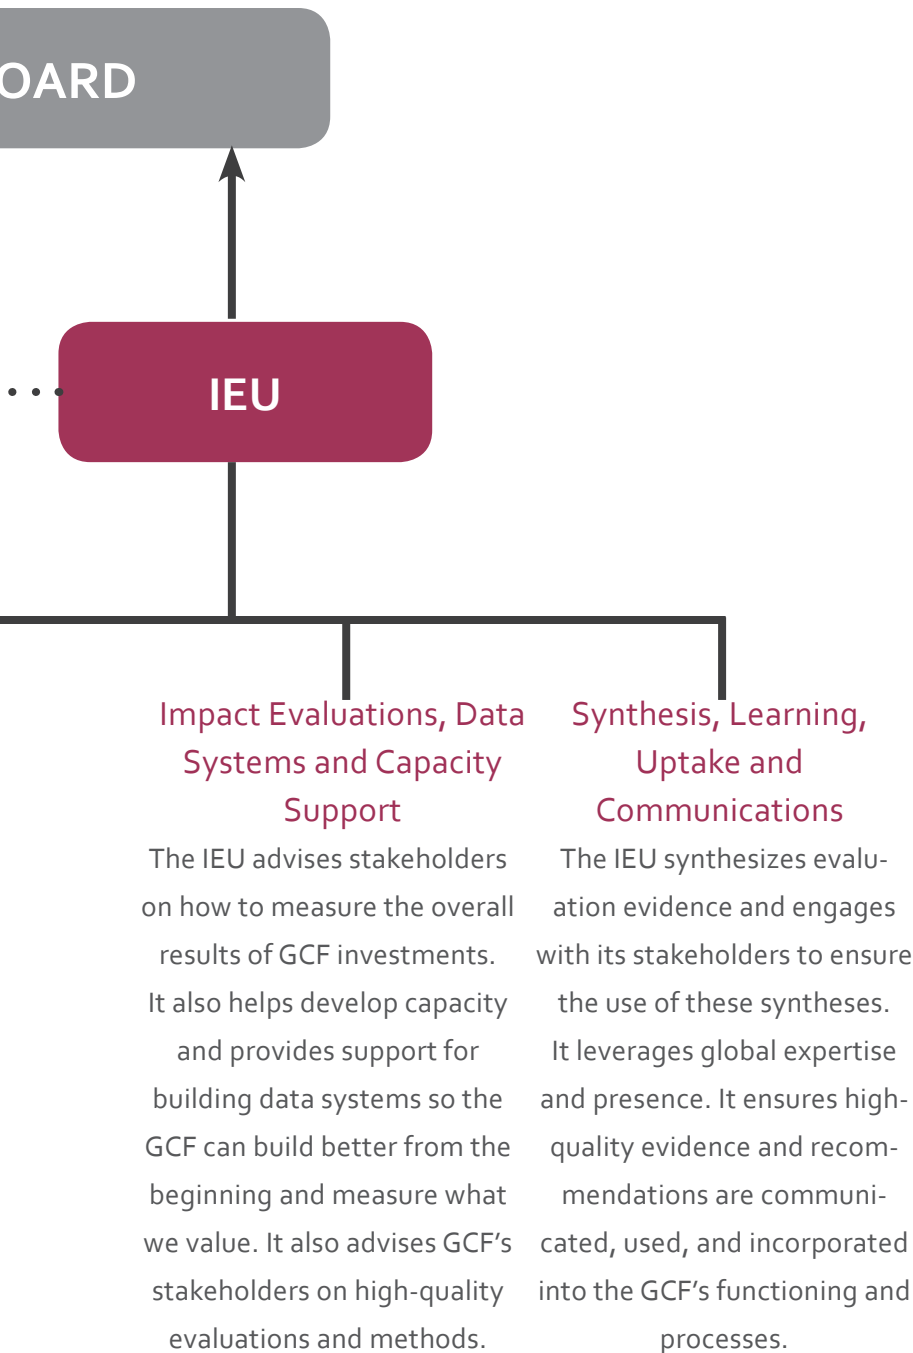 OARD
IEU
Impact Evaluations, Data
Systems and Capacity
Support
The IEU advises stakeholders
on how to measure the overall
results of GCF investments.
It also helps develop capacity
and provides support for
building data systems so the
GCF can build better from the
beginning and measure what
we value. It also advises GCF’s
stakeholders on high-quality
evaluations and methods.
Synthesis, Learning,
Uptake and
Communications
The IEU synthesizes evalu-
ation evidence and engages
with its stakeholders to ensure
the use of these syntheses.
It leverages global expertise
and presence. It ensures high-
quality evidence and recom-
mendations are communi-
cated, used, and incorporated
into the GCF’s functioning and
processes.